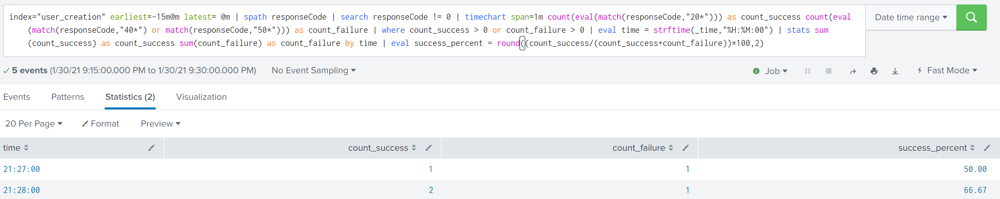 index="user_creation" earliest=-15m@m latest= @m | spath responseCode | search responseCode != 0 | timechart span=1m count(eval(match(responseCode,"20*"))) as count_success count(eval
(match(responseCode,"40*") or match(responseCode,"50*"))) as count_failure | where count_success > 0 or count_failure > 0 | eval time = strftime(_time,"%H:%M:00") | stats sum
(count_success) as count_success sum(count_failure) as count_failure by time | eval success_percent = round((count_success/(count_success+count_failure))*100,2)
Date time range
5 events (1/30/21 9:15:00.000 PM to 1/30/21 9:30:00.000 PM) No Event Sampling Job Fast Mode
Events Patterns Statistics (2) Visualization
20 Per Page Format Preview
time count_success count_failure success_percent
21:27:00 1 1 50.00
21:28:00 2 1 66.67